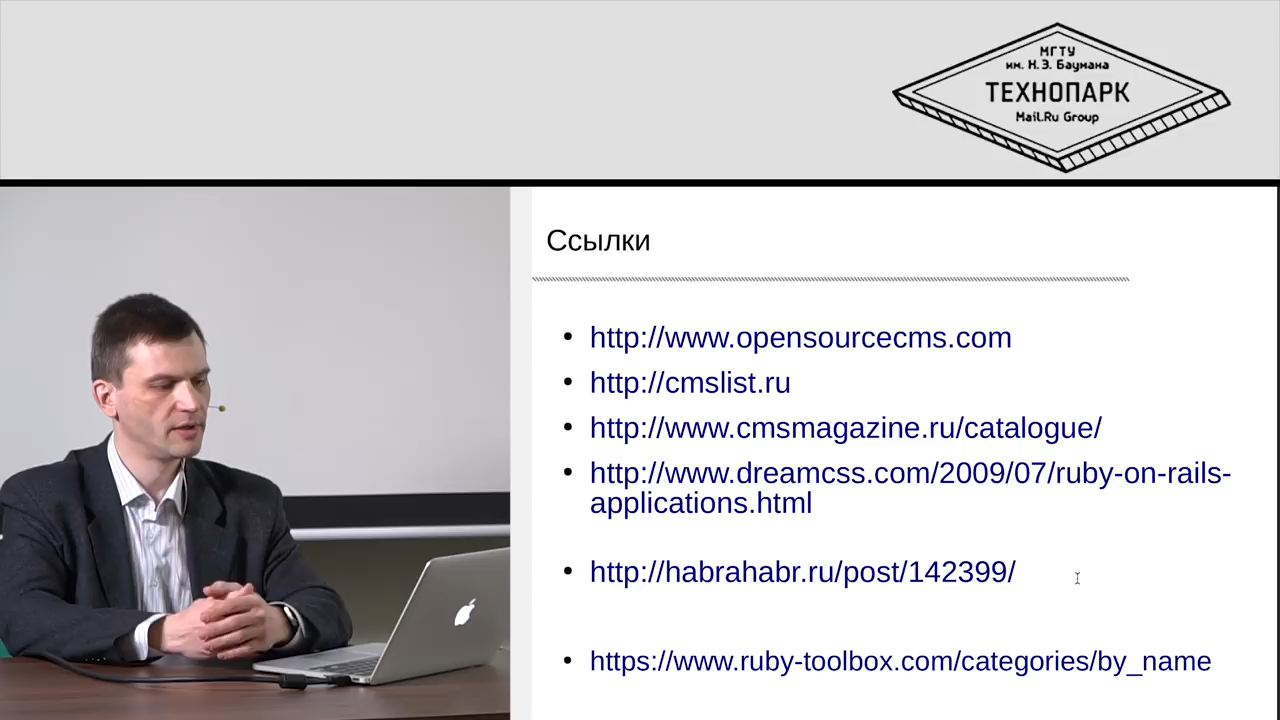 МГТУ
им. Н.Э. Баумана
ТЕХНОПАРК
Mail.Ru Group
Ссылки
http://www.opensourcecms.com
http://cmslist.ru
http://www.cmsmagazine.ru/catalogue/
http://www.dreamcss.com/2009/07/ruby-on-rails-
applications.html
http://habrahabr.ru/post/142399/
https://www.ruby-toolbox.com/categories/by_name